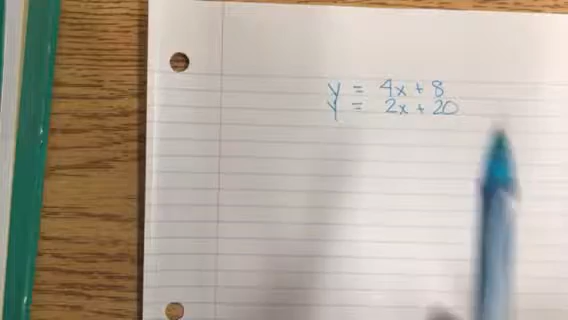 y = 4x + 8
y = 2x + 20